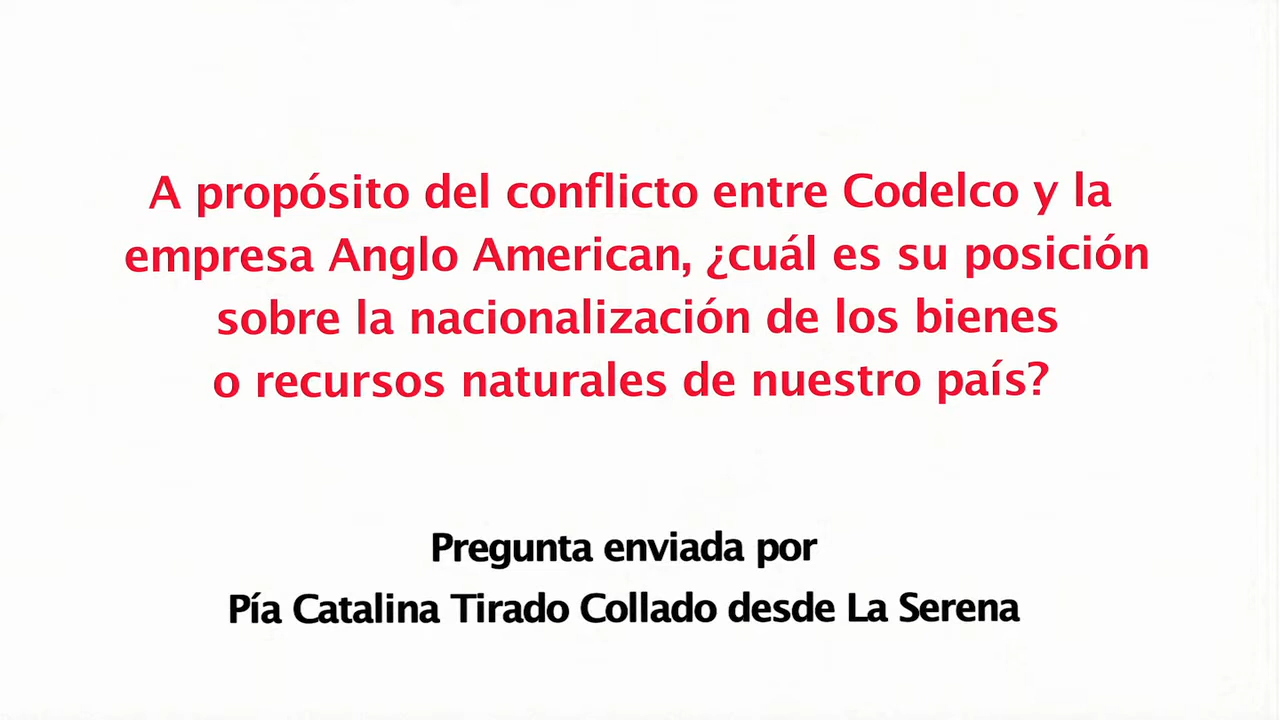 A propósito del conflicto entre Codelco y la
empresa Anglo American, ¿cuál es su posición
sobre la nacionalización de los bienes
o recursos naturales de nuestro país?
Pregunta enviada por
Pía Catalina Tirado Collado desde La Serena